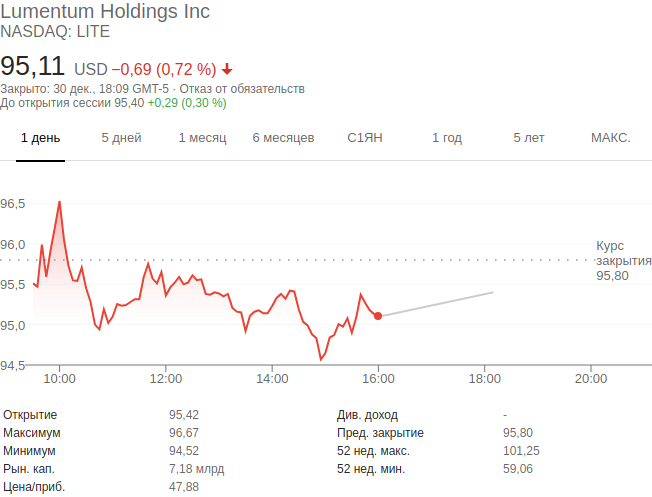 Lumentum Holdings Inc
NASDAQ: LITE
95,11 USD −0,69 (0,72 %)
Закрыто: 30 дек., 18:09 GMT-5 · Отказ от обязательств
До открытия сессии 95,40 +0,29 (0,30 %)
1 день 5 дней 1 месяц 6 месяцев С1ЯН 1 год 5 лет МАКС.
96,5
96,0
95,5
95,0
94,5
Курс
закрытия
95,80
10:00 12:00 14:00 16:00 18:00 20:00
Открытие 95,42 Див. доход -
Максимум 96,67 Пред. закрытие 95,80
Минимум 94,52 52 нед. макс. 101,25
Рын. кап. 7,18 млрд 52 нед. мин. 59,06
Цена/приб. 47,88